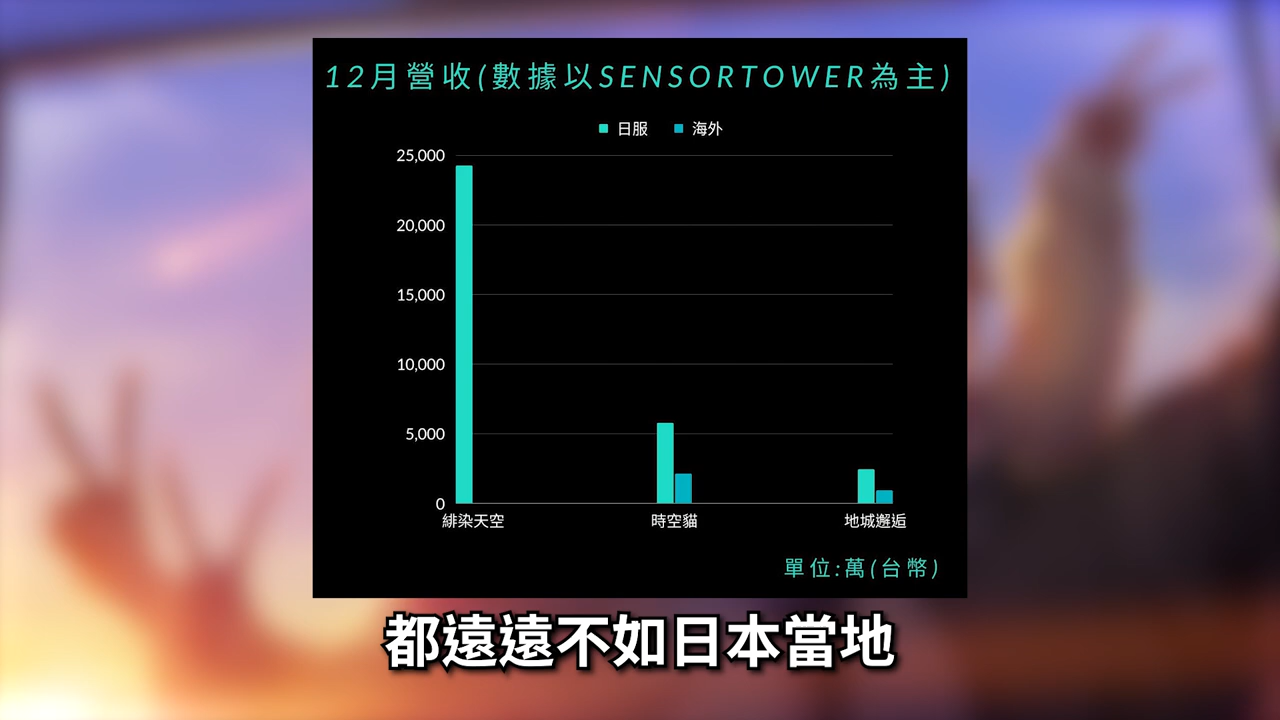 12月營收(數據以SENSORTOWER為主)
日服 海外
25,000
20,000
15,000
10,000
5,000
0
緋染天空 時空貓 地城邂逅
單位:萬(台幣)
都遠遠不如日本當地